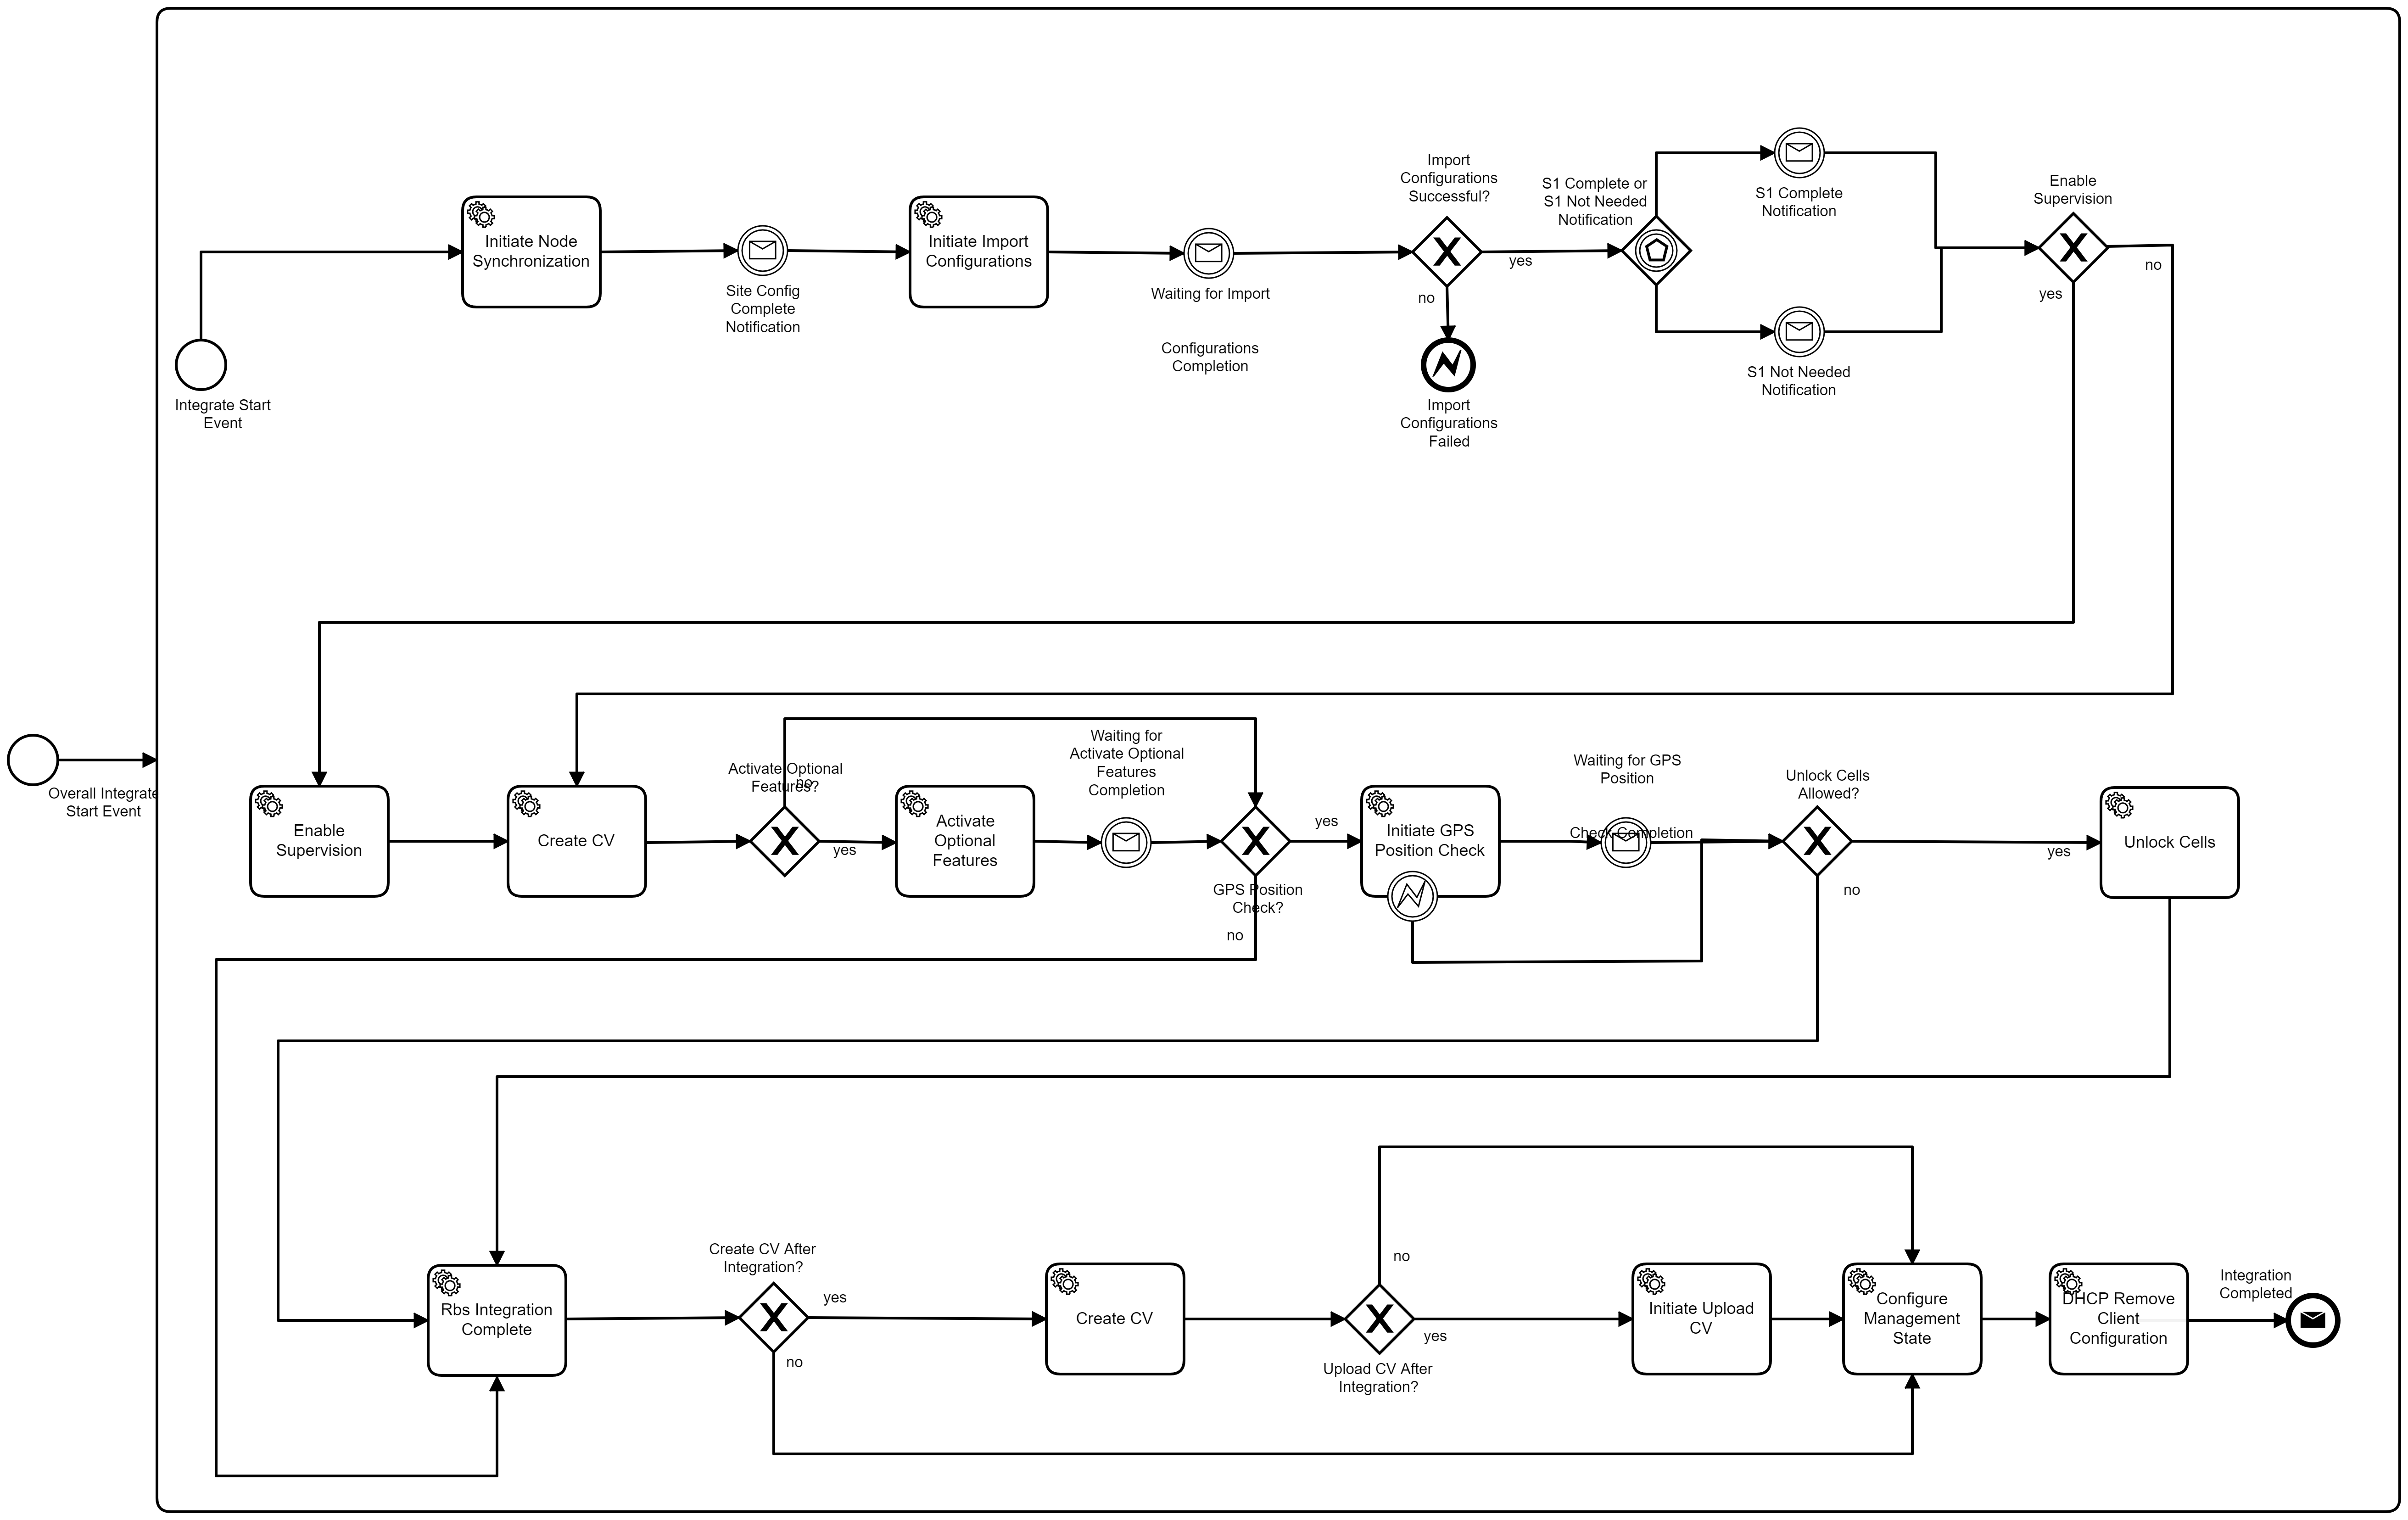 Import
Configurations
Successful?
S1 Complete or
S1 Not Needed
Notification
S1 Complete
Notification
Enable
Supervision
Initiate Node
Synchronization
Site Config
Complete
Notification
Initiate Import
Configurations
Waiting for Import
Configurations
Completion
yes
no
Import
Configurations
Failed
S1 Not Needed
Notification
yes
no
Integrate Start
Event
Overall Integrate
Start Event
Enable
Supervision
Create CV
Activate Optional
Features?
no
yes
Activate
Optional
Features
Waiting for
Activate Optional
Features
Completion
GPS Position
Check?
yes
no
Initiate GPS
Position Check
Waiting for GPS
Position
Check Completion
Unlock Cells
Allowed?
yes
no
Unlock Cells
Rbs Integration
Complete
Create CV After
Integration?
yes
no
Create CV
no
yes
Upload CV After
Integration?
Initiate Upload
CV
Configure
Management
State
DHCP Remove
Client
Configuration
Integration
Completed